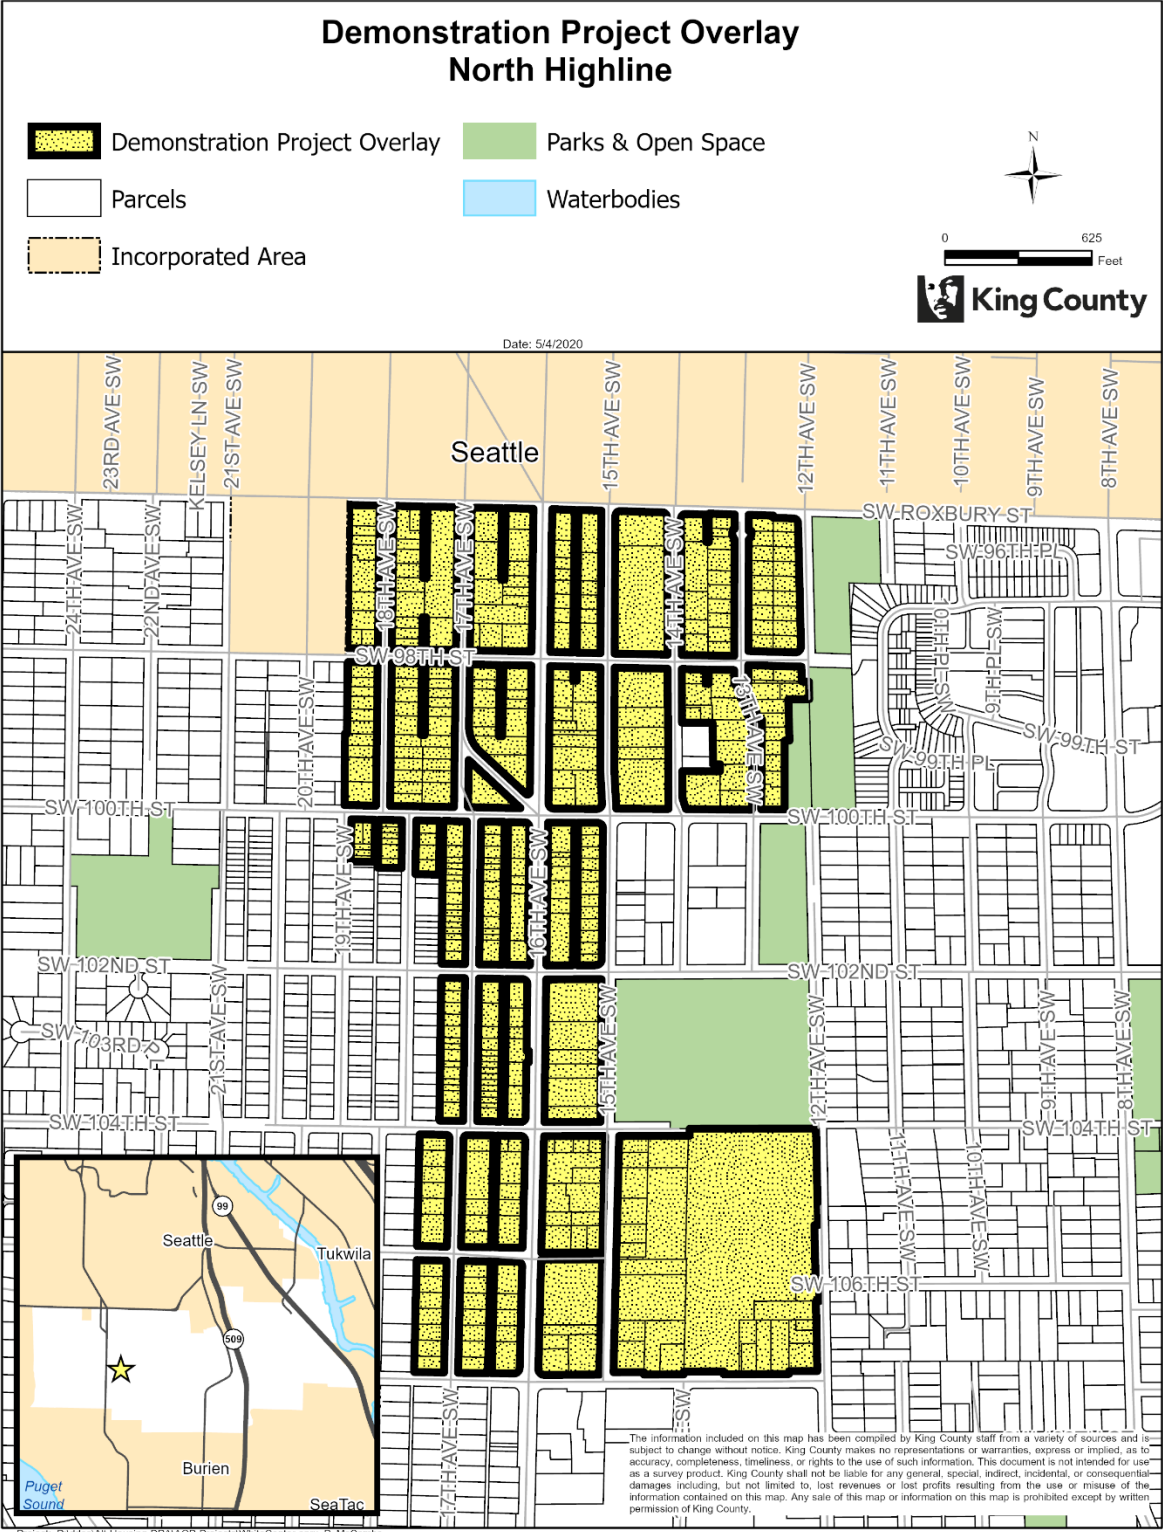 Demonstration Project Overlay
North Highline
Demonstration Project Overlay
Parks & Open Space
Parcels
Waterbodies
Incorporated Area
N
0 625
Feet
King County
Date: 5/4/2020
23RD AVE SW
KELSEY LN SW
21ST AVE SW
15TH AVE SW
12TH AVE SW
11TH AVE SW
10TH AVE SW
9TH AVE SW
8TH AVE SW
Seattle
SW ROXBURY ST
24TH AVE SW
22ND AVE SW
18TH AVE SW
17TH AVE SW
14TH AVE SW
SW 96TH PL
10TH PL SW
9TH PL SW
SW 98TH ST
20TH AVE SW
13TH AVE SW
SW 99TH ST
SW 99TH PL
SW 100TH ST
SW 100TH ST
19TH AVE SW
16TH AVE SW
SW 102ND ST
SW 102ND ST
21ST AVE SW
15TH AVE SW
12TH AVE SW
9TH AVE SW
8TH AVE SW
SW 103RD P
SW 104TH ST
SW 104TH ST
11TH AVE SW
10TH AVE SW
SW 106TH ST
99
Seattle
Tukwila
509
Burien
Puget
Sound
SeaTac
17TH AVE SW
SW
The information included on this map has been compiled by King County staff from a variety of sources and is
subject to change without notice. King County makes no representations or warranties, express or implied, as to
accuracy, completeness, timeliness, or rights to the use of such information. This document is not intended for use
as a survey product. King County shall not be liable for any general, special, indirect, incidental, or consequential
damages including, but not limited to, lost revenues or lost profits resulting from the use or misuse of the
information contained on this map. Any sale of this map or information on this map is prohibited except by written
permission of King County.